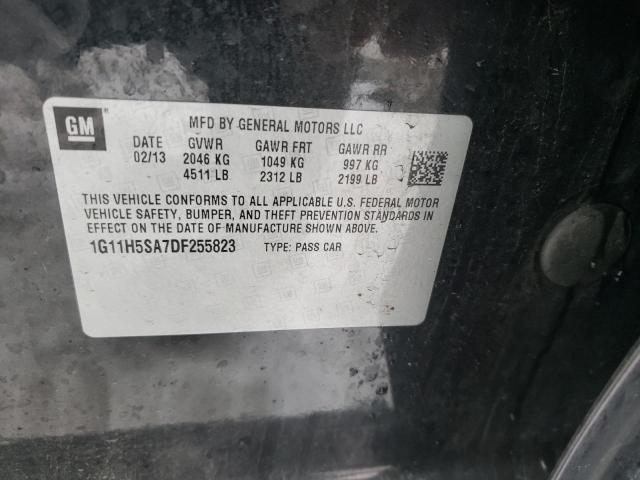 GM
MFD BY GENERAL MOTORS LLC
DATE GVWR GAWR FRT GAWR RR
02/13 2046 KG 1049 KG 997 KG
4511 LB 2312 LB 2199 LB
THIS VEHICLE CONFORMS TO ALL APPLICABLE U.S. FEDERAL MOTOR
VEHICLE SAFETY, BUMPER, AND THEFT PREVENTION STANDARDS IN
EFFECT ON THE DATE OF MANUFACTURE SHOWN ABOVE.
1G11H5SA7DF255823 TYPE: PASS CAR